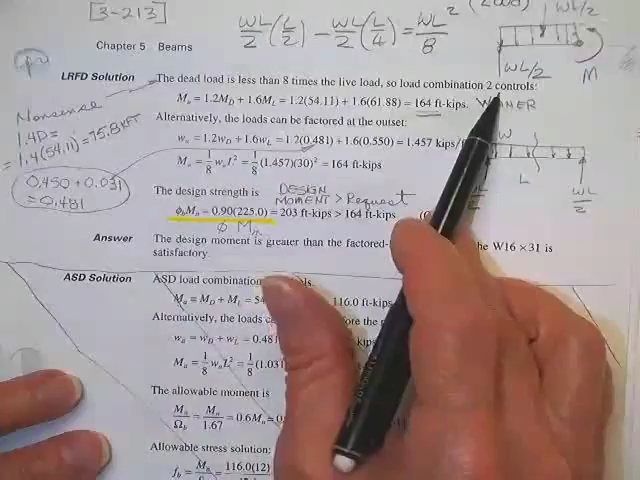 [3-213]
WL/2 (L/2) – WL/2 (L/4) = WL²/8
WL/2
WL/2
M
Chapter 5 Beams
LRFD Solution
The dead load is less than 8 times the live load, so load combination 2 controls:
Mu = 1.2MD + 1.6ML = 1.2(54.11) + 1.6(61.88) = 164 ft-kips.
Nonsense
1.4D =
= 1.4(54.11) = 75.8 KFT
Alternatively, the loads can be factored at the outset:
wu = 1.2wD + 1.6wL = 1.2(0.481) + 1.6(0.550) = 1.457 kips/
W
Mu = 1/8 wuL² = 1/8 (1.457)(30)² = 164 ft-kips
L
WL/2
0.450 + 0.031
= 0.481
The design strength is
DESIGN
MOMENT > Request
ϕbMn = 0.90(225.0) = 203 ft-kips > 164 ft-kips
ϕ Mn
Answer
The design moment is greater than the factored- the W16 × 31 is
satisfactory.
ASD Solution
ASD load combination
Ma = MD + ML = 54 116.0 ft-kips
Alternatively, the loads the
wa = wD + wL = 0.48
Ma = 1/8 waL² = 1/8 (1.03
The allowable moment is
Mn/Ωb = Mn/1.67 = 0.6Mn =
Allowable stress solution:
fb = 116.0(12)